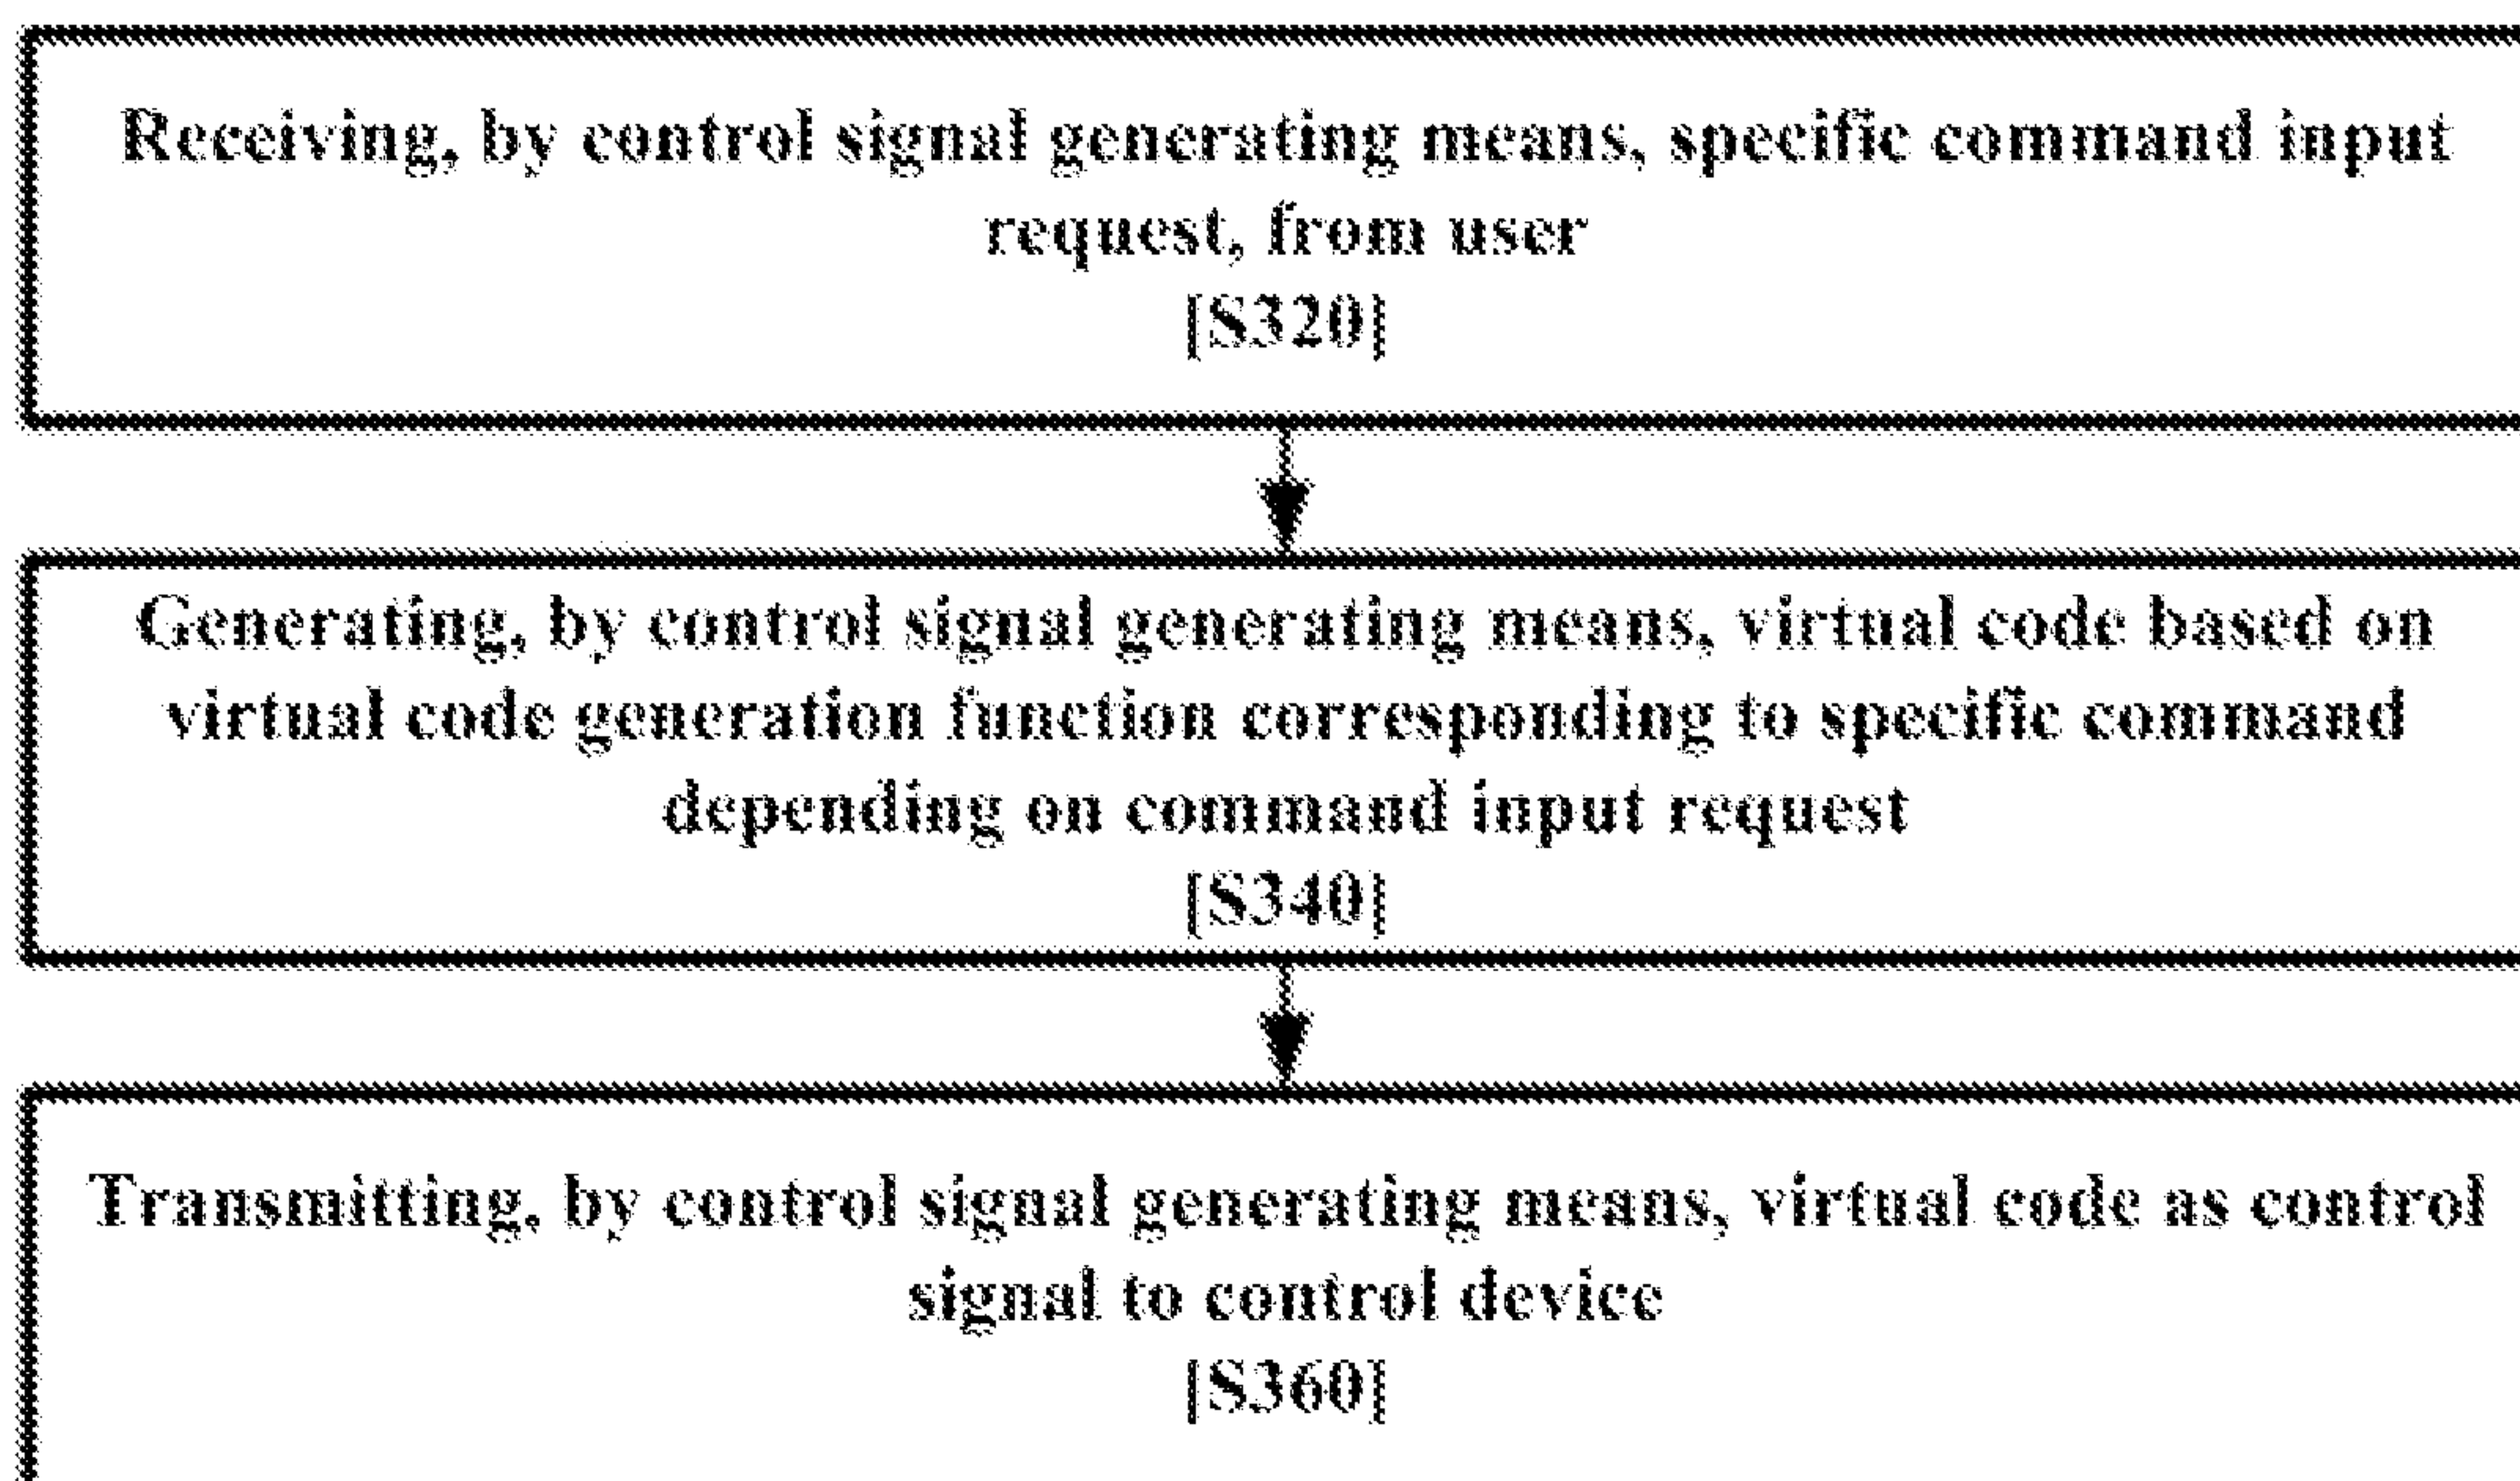 Receiving, by control signal generating means, specific command input
request, from user
[S320]
Generating, by control signal generating means, virtual code based on
virtual code generation function corresponding to specific command
depending on command input request
[S340]
Transmitting, by control signal generating means, virtual code as control
signal to control device
[S360]